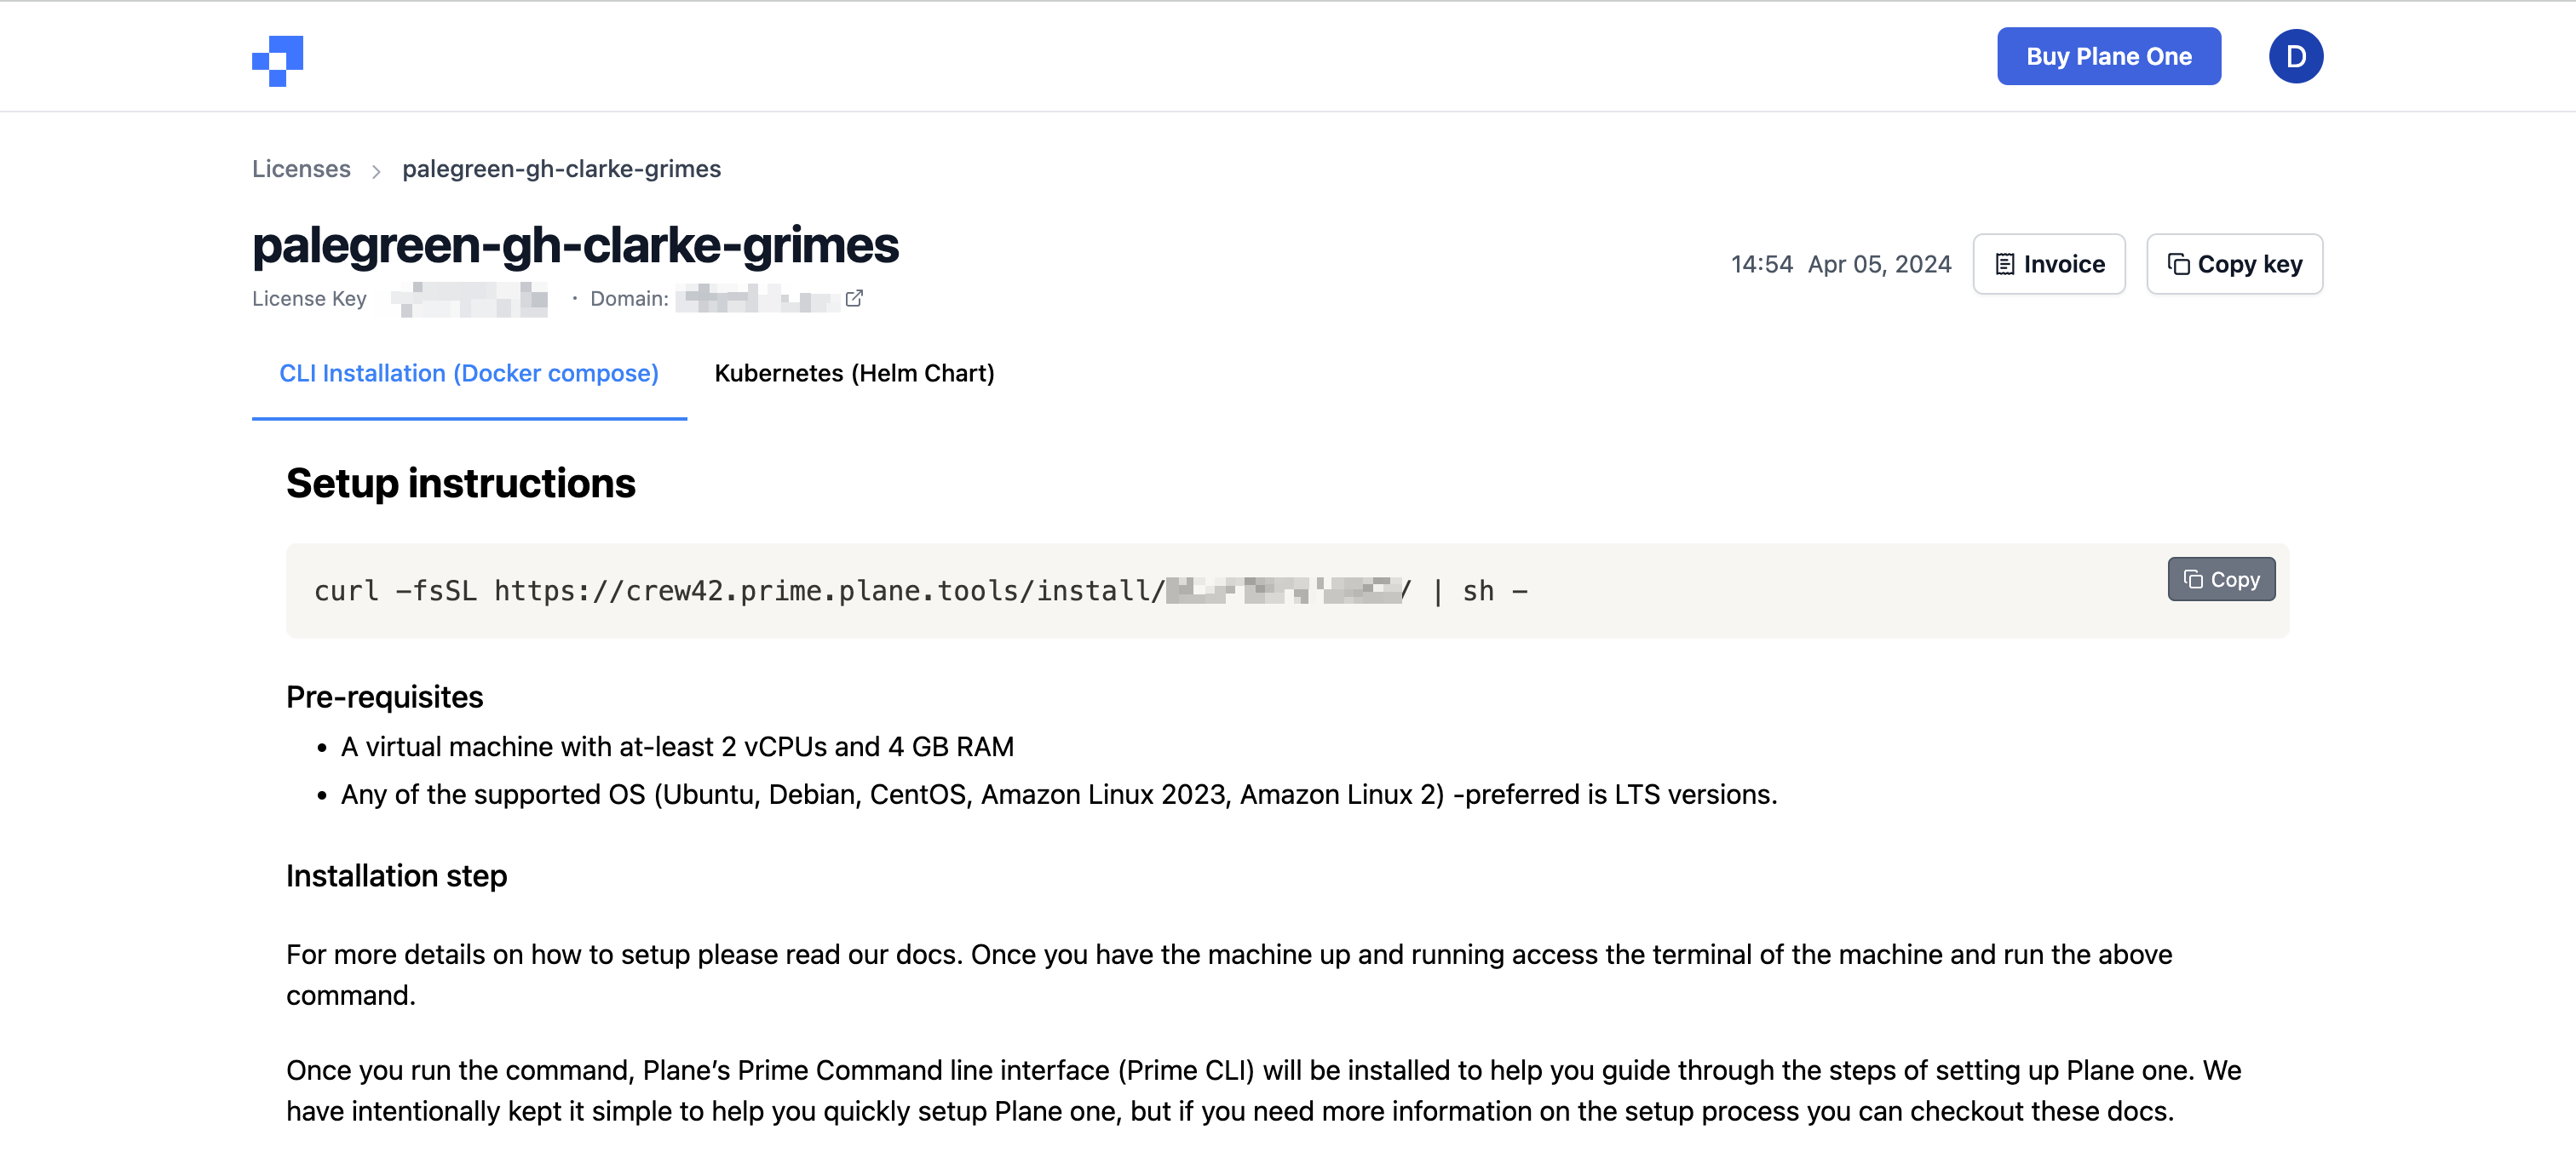 Buy Plane One
D
Licenses > palegreen-gh-clarke-grimes
palegreen-gh-clarke-grimes
14:54 Apr 05, 2024
Invoice
Copy key
License Key · Domain:
CLI Installation (Docker compose)
Kubernetes (Helm Chart)
Setup instructions
curl -fsSL https://crew42.prime.plane.tools/install/ / | sh -
Copy
Pre-requisites
• A virtual machine with at-least 2 vCPUs and 4 GB RAM
• Any of the supported OS (Ubuntu, Debian, CentOS, Amazon Linux 2023, Amazon Linux 2) -preferred is LTS versions.
Installation step
For more details on how to setup please read our docs. Once you have the machine up and running access the terminal of the machine and run the above
command.
Once you run the command, Plane’s Prime Command line interface (Prime CLI) will be installed to help you guide through the steps of setting up Plane one. We
have intentionally kept it simple to help you quickly setup Plane one, but if you need more information on the setup process you can checkout these docs.